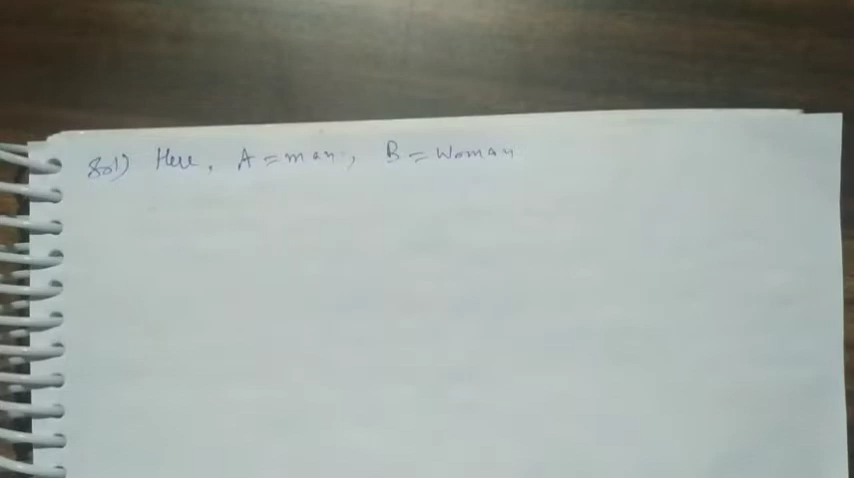 Sol) Here, A = man, B = Woman